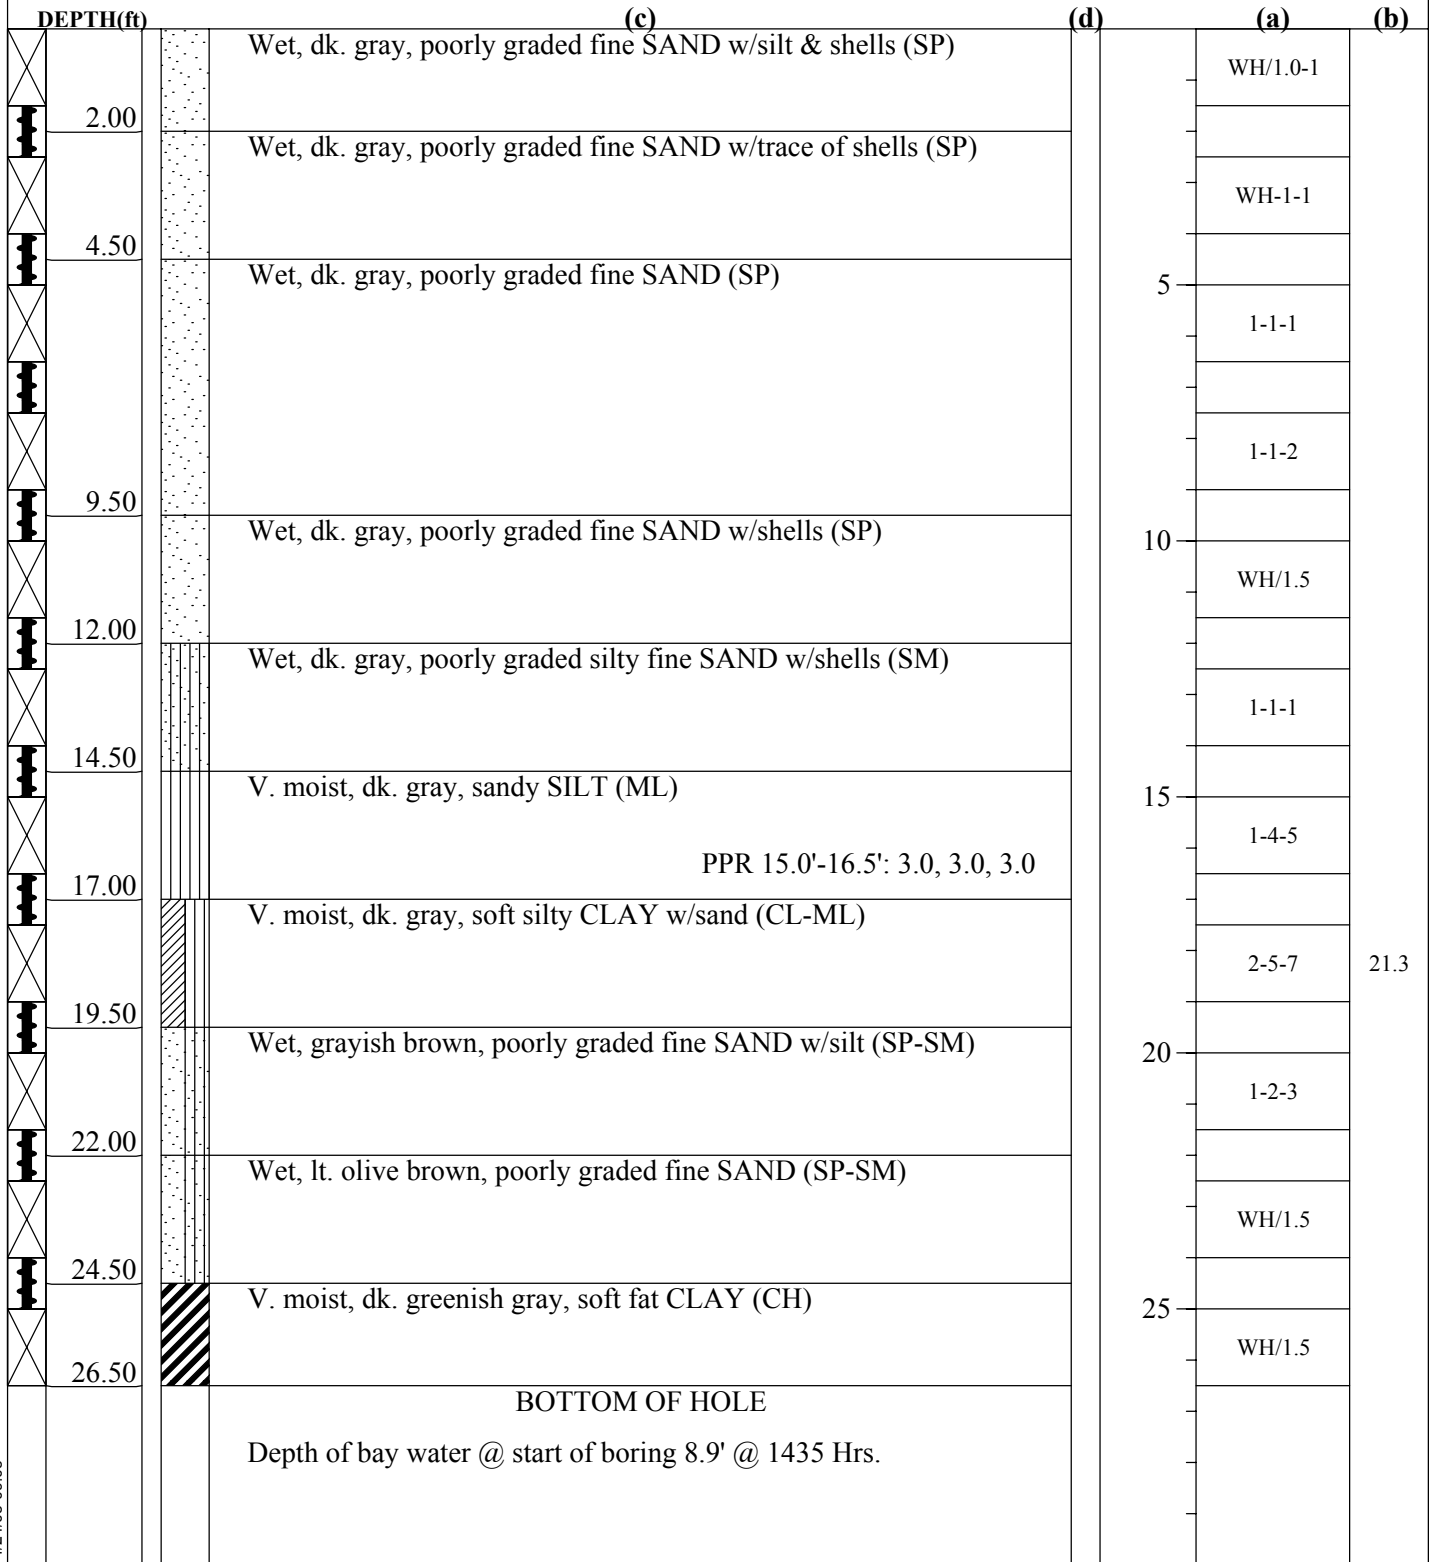 DEPTH(ft) (c) (d) (a) (b)
Wet, dk. gray, poorly graded fine SAND w/silt & shells (SP)
WH/1.0-1
2.00
Wet, dk. gray, poorly graded fine SAND w/trace of shells (SP)
WH-1-1
4.50
Wet, dk. gray, poorly graded fine SAND (SP)
5
1-1-1
1-1-2
9.50
Wet, dk. gray, poorly graded fine SAND w/shells (SP)
10
WH/1.5
12.00
Wet, dk. gray, poorly graded silty fine SAND w/shells (SM)
1-1-1
14.50
V. moist, dk. gray, sandy SILT (ML)
15
1-4-5
PPR 15.0'-16.5': 3.0, 3.0, 3.0
17.00
V. moist, dk. gray, soft silty CLAY w/sand (CL-ML)
2-5-7 21.3
19.50
Wet, grayish brown, poorly graded fine SAND w/silt (SP-SM)
20
1-2-3
22.00
Wet, lt. olive brown, poorly graded fine SAND (SP-SM)
WH/1.5
24.50
V. moist, dk. greenish gray, soft fat CLAY (CH)
25
WH/1.5
26.50
BOTTOM OF HOLE
Depth of bay water @ start of boring 8.9' @ 1435 Hrs.